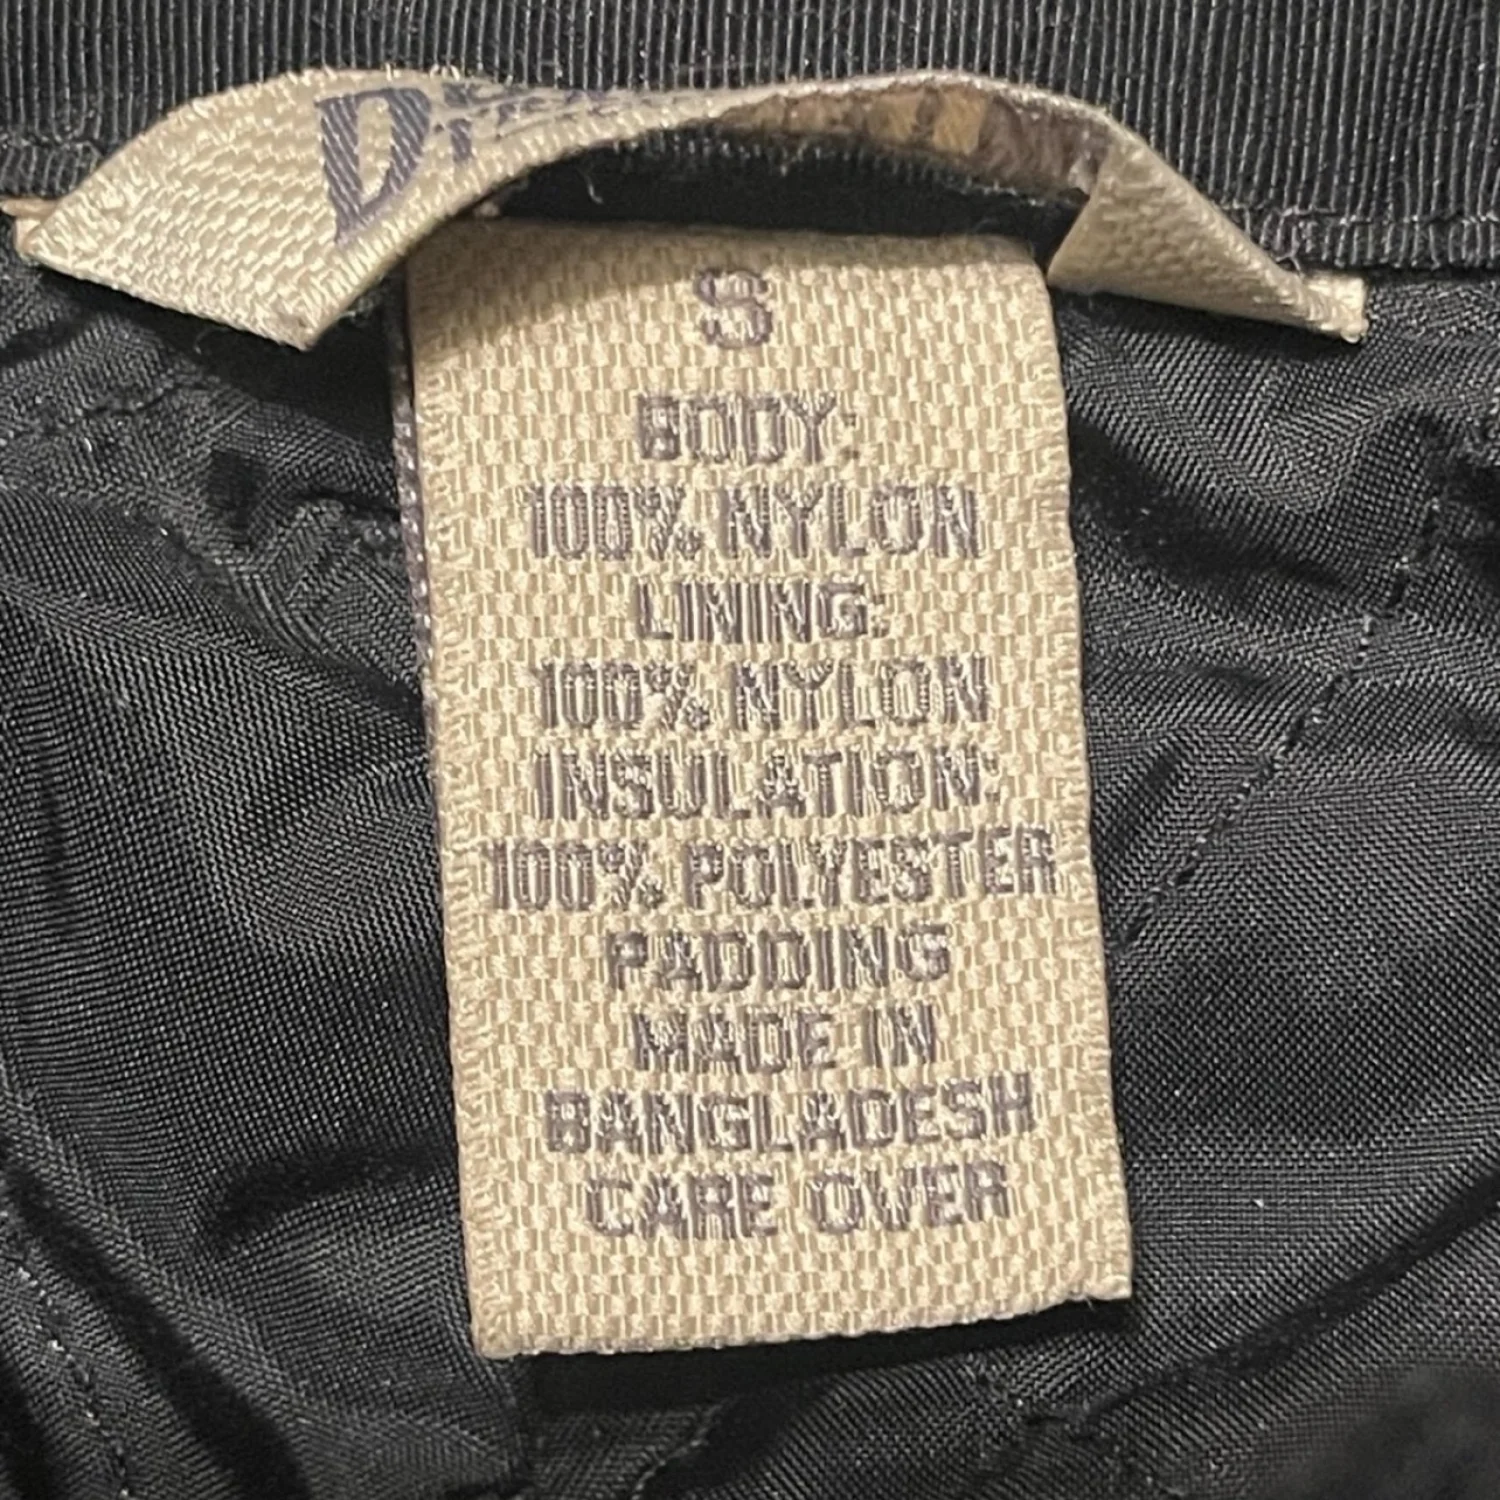 S
BODY:
100% NYLON
LINING:
100% NYLON
INSULATION:
100% POLYESTER
PADDING
MADE IN
BANGLADESH
CARE OVER